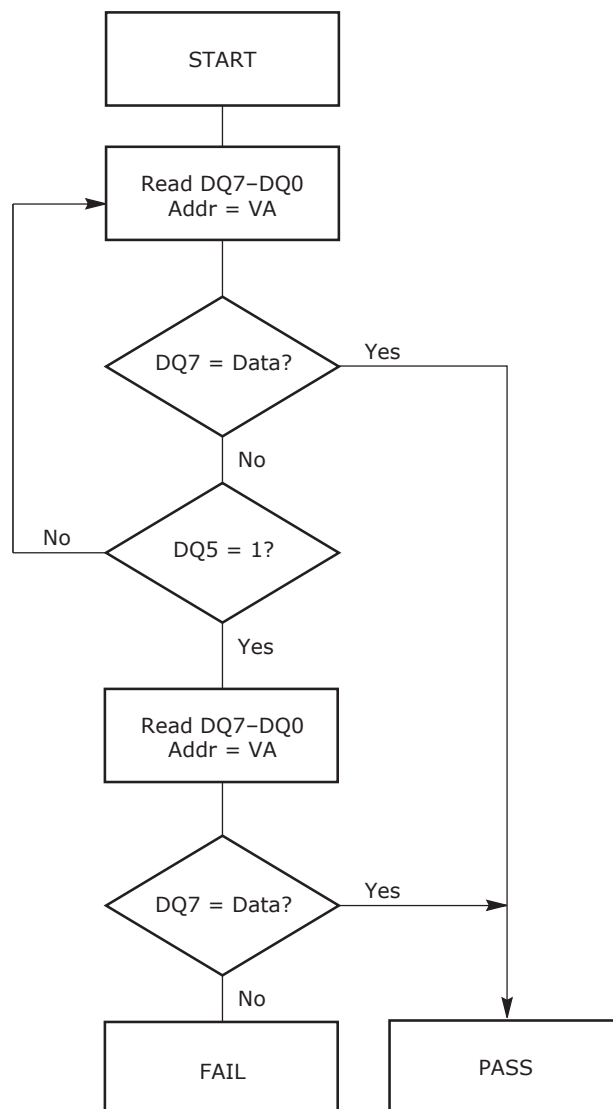 START
Read DQ7–DQ0
Addr = VA
DQ7 = Data?
Yes
No
No
DQ5 = 1?
Yes
Read DQ7–DQ0
Addr = VA
DQ7 = Data?
Yes
No
FAIL
PASS